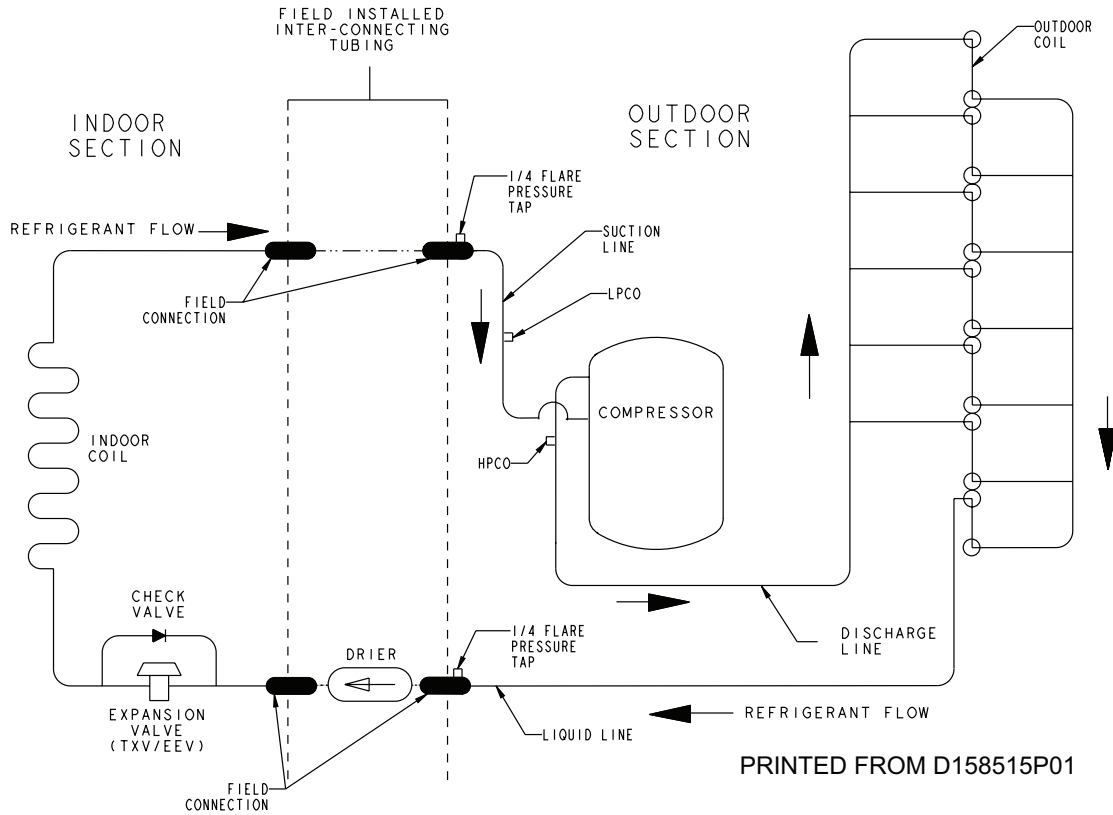 FIELD INSTALLED
INTER-CONNECTING
TUBING
OUTDOOR
COIL
INDOOR
SECTION
OUTDOOR
SECTION
1/4 FLARE
PRESSURE
TAP
REFRIGERANT FLOW
SUCTION
LINE
FIELD
CONNECTION
LPCO
COMPRESSOR
INDOOR
COIL
HPCO
CHECK
VALVE
1/4 FLARE
PRESSURE
TAP
DISCHARGE
LINE
DRIER
EXPANSION
VALVE
(TXV/EEV)
REFRIGERANT FLOW
LIQUID LINE
PRINTED FROM D158515P01
FIELD
CONNECTION